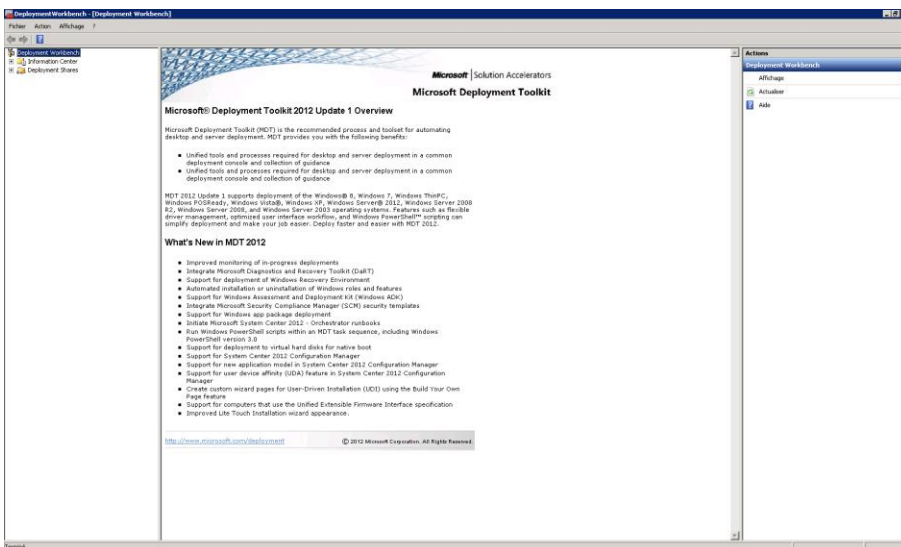 DeploymentWorkbench - [Deployment Workbench]
Fichier Action Affichage ?
Deployment Workbench
Information Center
Deployment Shares
Microsoft | Solution Accelerators
Microsoft Deployment Toolkit
Microsoft® Deployment Toolkit 2012 Update 1 Overview
Microsoft Deployment Toolkit (MDT) is the recommended process and toolset for automating
desktop and server deployment. MDT provides you with the following benefits:
• Unified tools and processes required for desktop and server deployment in a common
deployment console and collection of guidance
• Unified tools and processes required for desktop and server deployment in a common
deployment console and collection of guidance
MDT 2012 Update 1 supports deployment of the Windows® 8, Windows 7, Windows ThinPC,
Windows POSReady, Windows Vista®, Windows XP, Windows Server® 2012, Windows Server 2008
R2, Windows Server 2008, and Windows Server 2003 operating systems. Features such as flexible
driver management, optimized user interface workflow, and Windows PowerShell™ scripting can
simplify deployment and make your job easier. Deploy faster and easier with MDT 2012.
What's New in MDT 2012
• Improved monitoring of in-progress deployments
• Integrate Microsoft Diagnostics and Recovery Toolkit (DaRT)
• Support for deployment of Windows Recovery Environment
• Automated installation or uninstallation of Windows roles and features
• Support for Windows Assessment and Deployment Kit (Windows ADK)
• Integrate Microsoft Security Compliance Manager (SCM) security templates
• Support for Windows app package deployment
• Initiate Microsoft System Center 2012 - Orchestrator runbooks
• Run Windows PowerShell scripts within an MDT task sequence, including Windows
PowerShell version 3.0
• Support for deployment to virtual hard disks for native boot
• Support for System Center 2012 Configuration Manager
• Support for new application model in System Center 2012 Configuration Manager
• Support for user device affinity (UDA) feature in System Center 2012 Configuration
Manager
• Create custom wizard pages for User-Driven Installation (UDI) using the Build Your Own
Page feature
• Support for computers that use the Unified Extensible Firmware Interface specification
• Improved Lite Touch Installation wizard appearance.
http://www.microsoft.com/deployment
© 2012 Microsoft Corporation. All Rights Reserved.
Actions
Deployment Workbench
Affichage
Actualiser
Aide